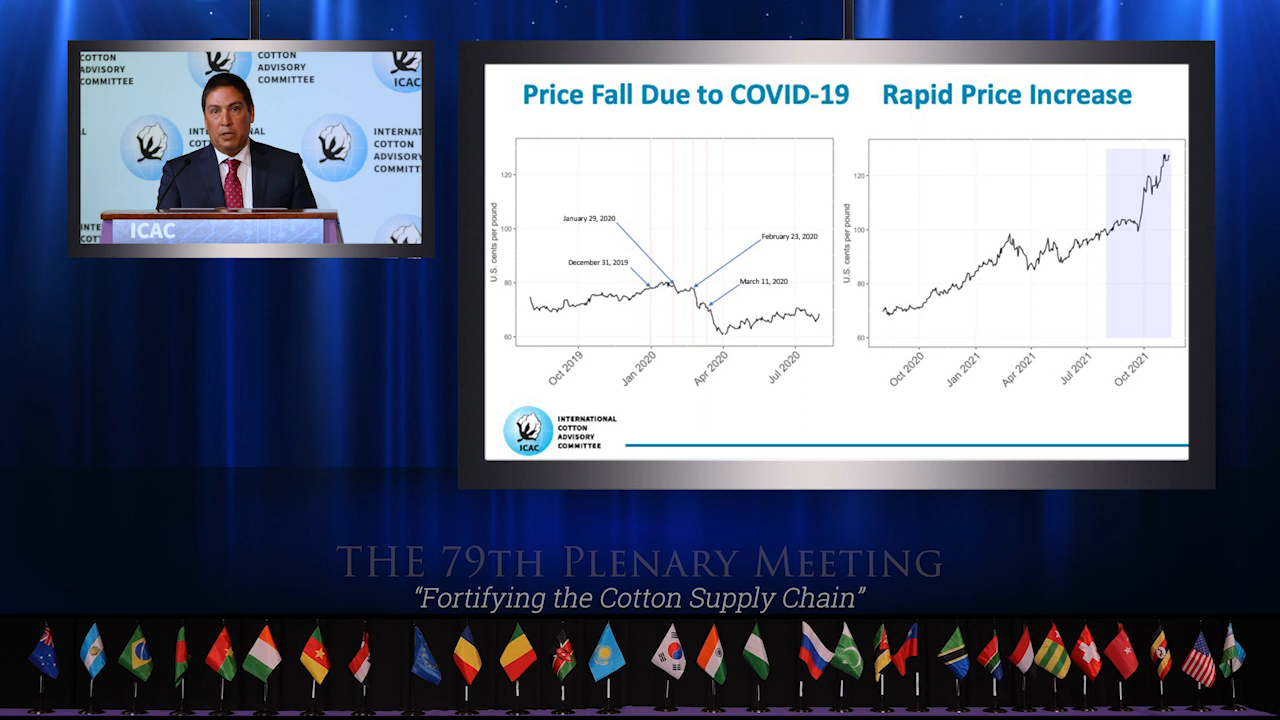 COTTON
ADVISORY
COMMITTEE
COTTON
ADVISORY
COMMITTEE
ICAC
INTERNATIONAL
COTTON
ADVISORY
ICAC
Price Fall Due to COVID-19
Rapid Price Increase
U.S. cents per pound
120
100
80
60
January 29, 2020
December 31, 2019
February 23, 2020
March 11, 2020
Oct 2019
Jan 2020
Apr 2020
Jul 2020
U.S. cents per pound
120
100
80
60
Oct 2020
Jan 2021
Apr 2021
Jul 2021
Oct 2021
ICAC
INTERNATIONAL
COTTON
ADVISORY
COMMITTEE
THE 79TH PLENARY MEETING
“Fortifying the Cotton Supply Chain”